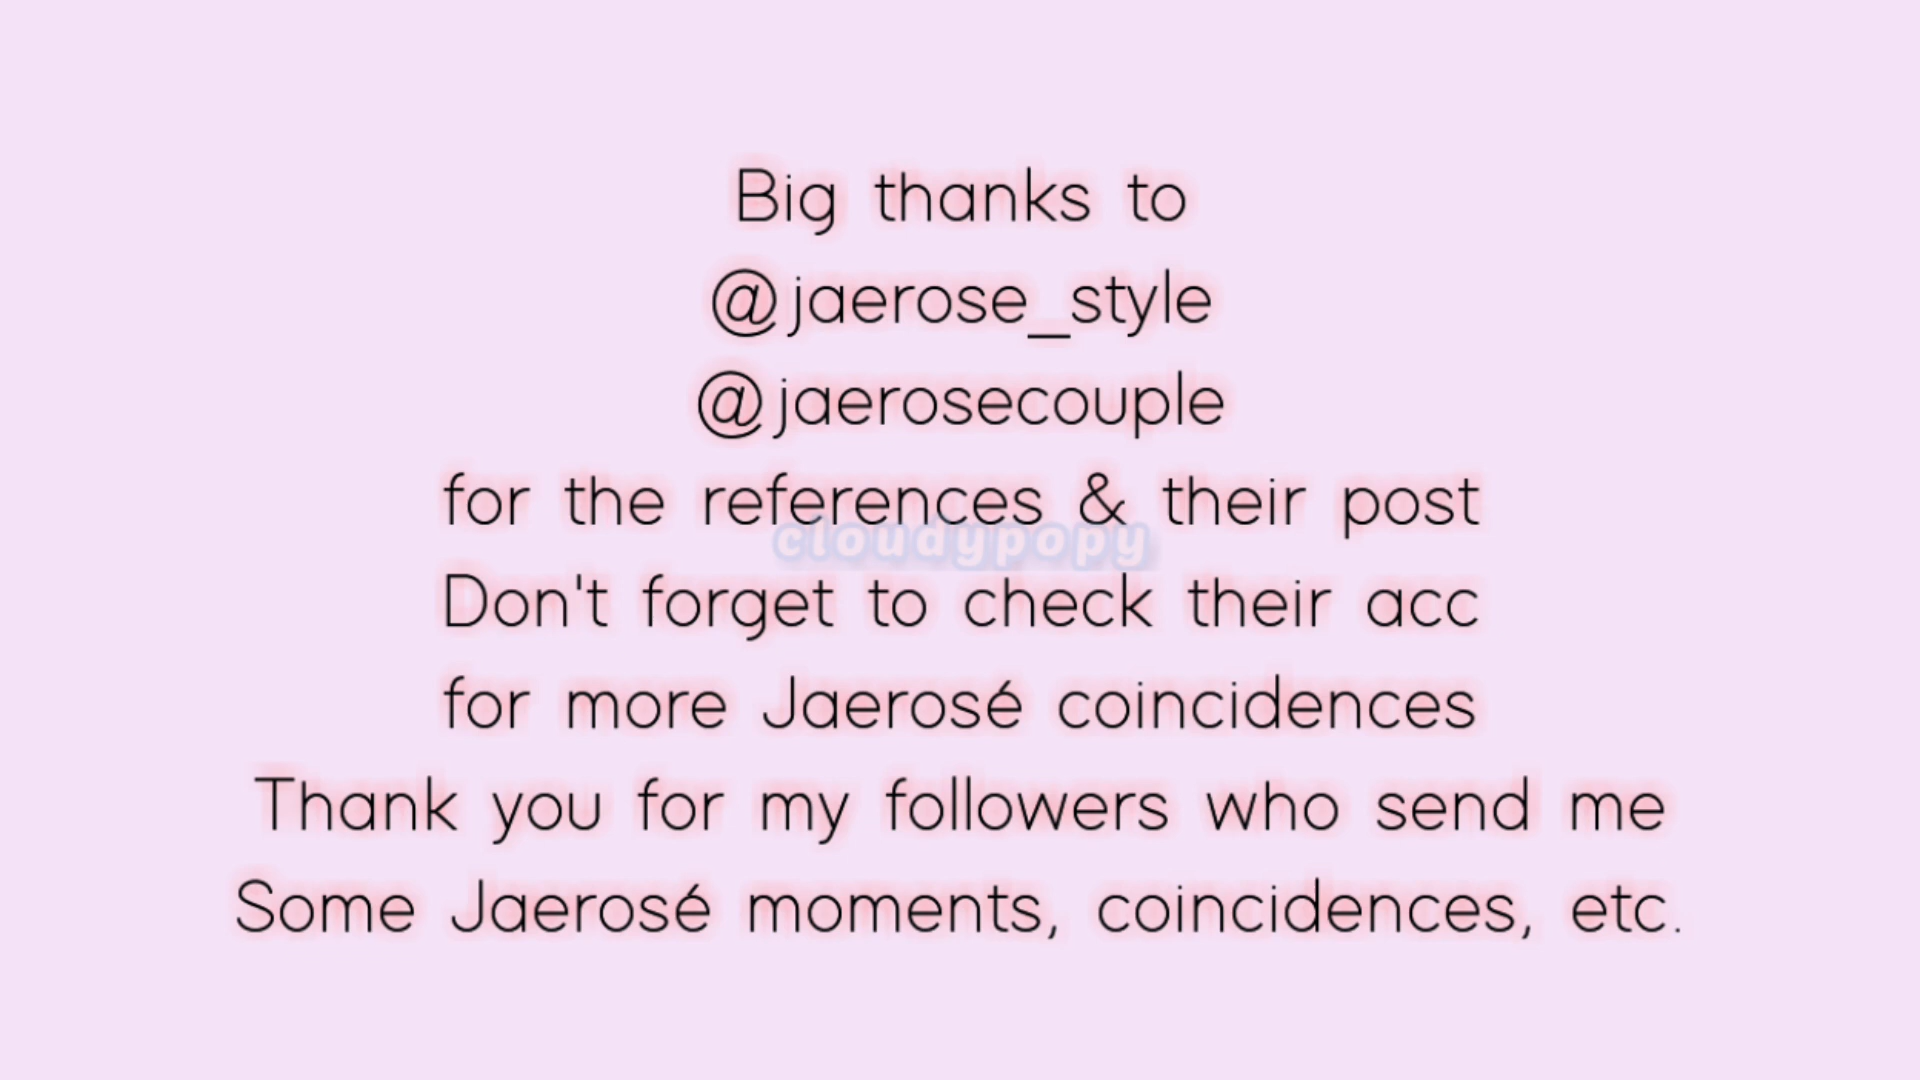 Big thanks to
@jaerose_style
@jaerosecouple
for the references & their post
cloudypopy
Don't forget to check their acc
for more Jaerosé coincidences
Thank you for my followers who send me
Some Jaerosé moments, coincidences, etc.